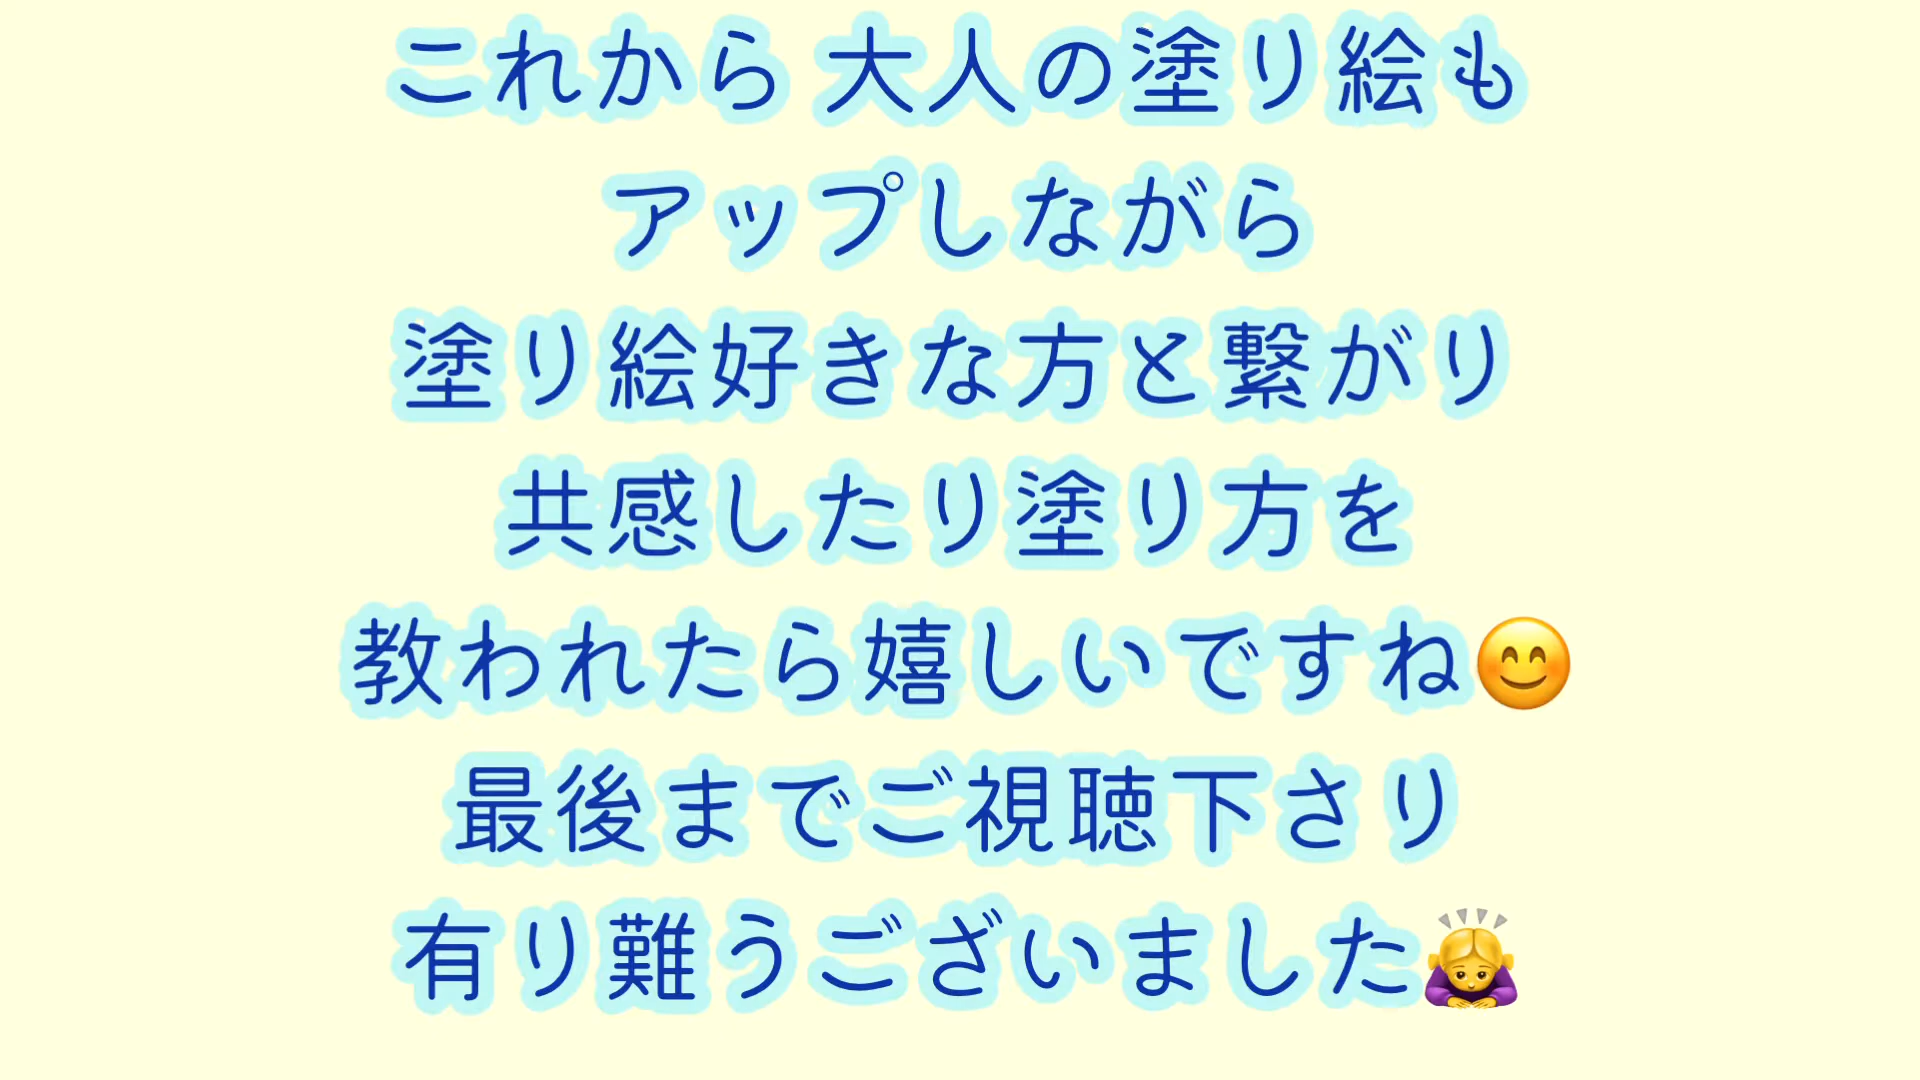 これから 大人の塗り絵も
アップしながら
塗り絵好きな方と繋がり
共感したり塗り方を
教われたら嬉しいですね😊
最後までご視聴下さり
有り難うございました🙇‍♀️